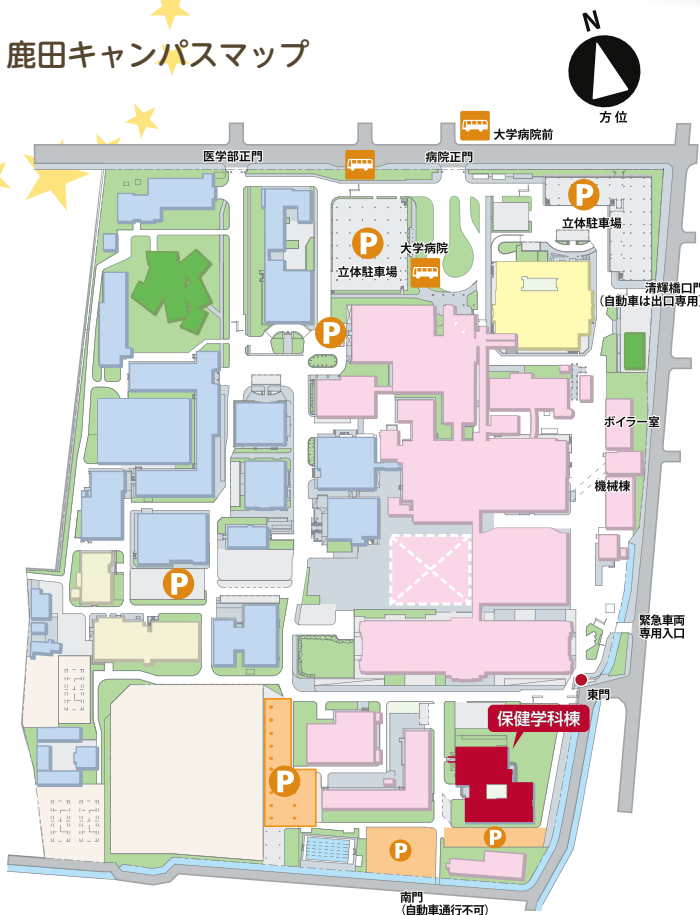 鹿田キャンパスマップ
N
方位
大学病院前
医学部正門
病院正門
P
立体駐車場
大学病院
P
立体駐車場
清輝橋口門
（自動車は出口専用）
P
ボイラー室
機械棟
P
緊急車両
専用入口
東門
保健学科棟
P
P
P
南門
（自動車通行不可）